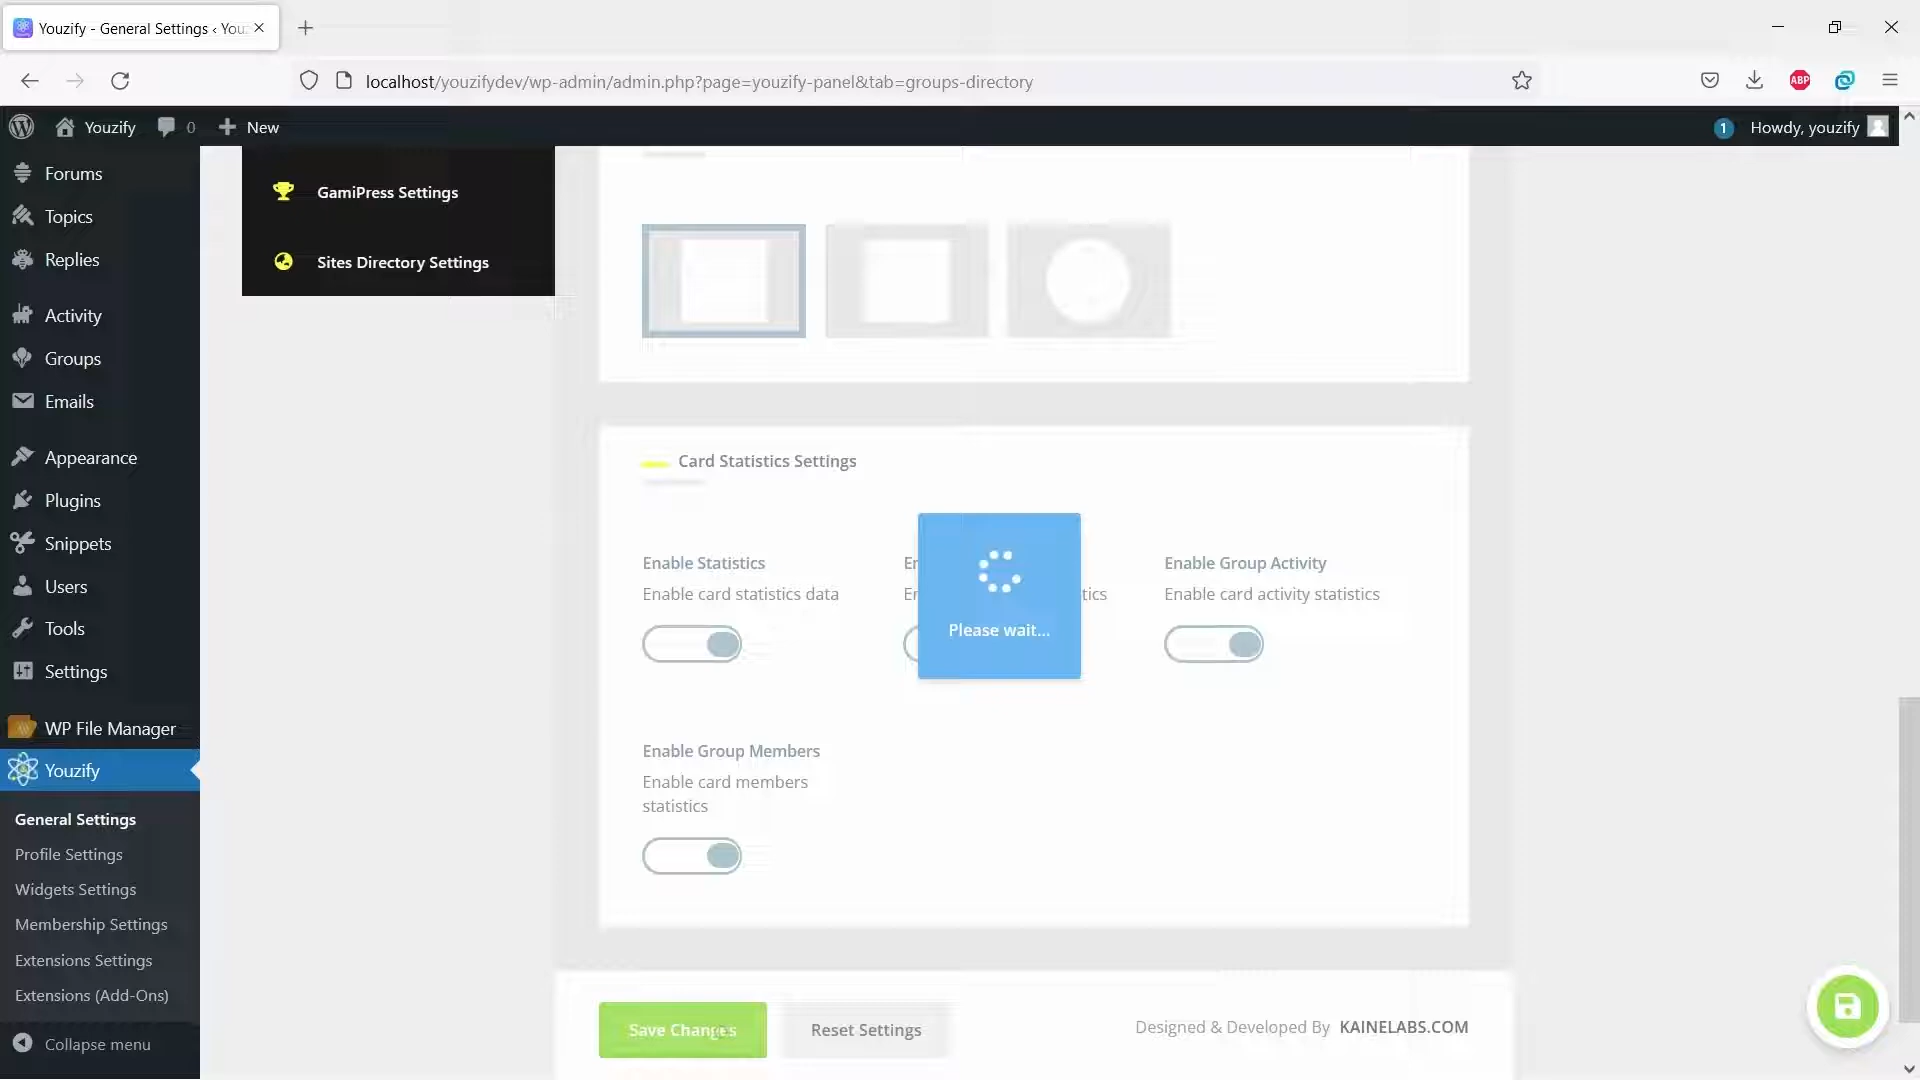 Youzify - General Settings ‹ You
localhost/youzifydev/wp-admin/admin.php?page=youzify-panel&tab=groups-directory
ABP
Youzify
0
New
1
Howdy, youzify
Forums
Topics
Replies
Activity
Groups
Emails
Appearance
Plugins
Snippets
Users
Tools
Settings
WP File Manager
Youzify
General Settings
Profile Settings
Widgets Settings
Membership Settings
Extensions Settings
Extensions (Add-Ons)
Collapse menu
GamiPress Settings
Sites Directory Settings
Card Statistics Settings
Enable Statistics
Enable card statistics data
Enable Group Activity
Enable card activity statistics
Please wait...
Enable Group Members
Enable card members
statistics
Save Changes
Reset Settings
Designed & Developed By KAINELABS.COM